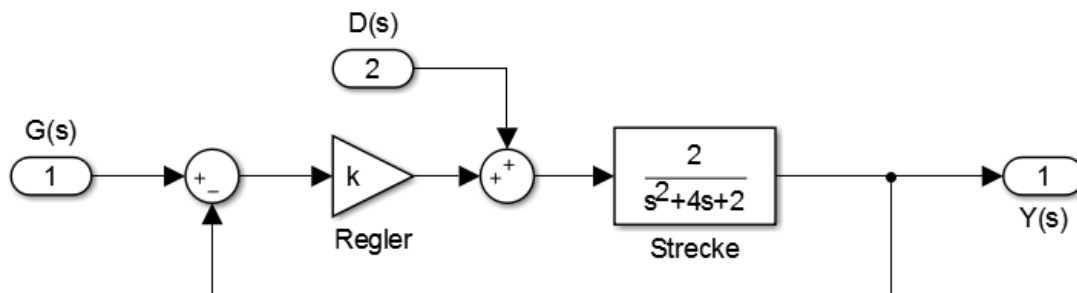 D(s)
2
G(s)
1
+
−
k
Regler
+
+
2
s²+4s+2
Strecke
1
Y(s)